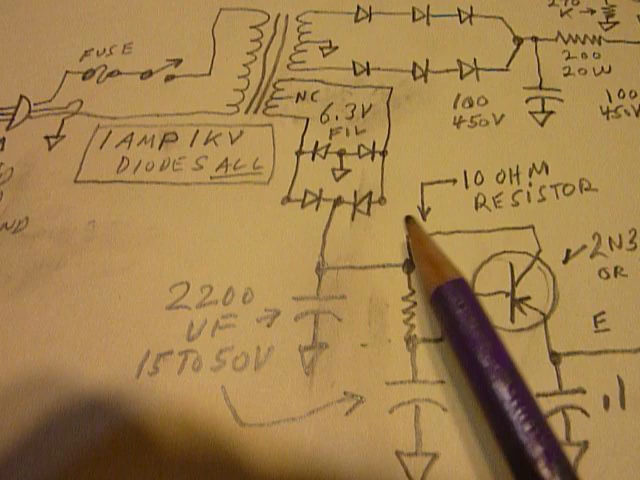 FUSE
K
200
20W
NC
6.3V
FIL
100
450V
100
450V
1 AMP 1KV
DIODES ALL
ND
10 OHM
RESISTOR
2N3
OR
E
2200
UF
15 TO 50V
.1